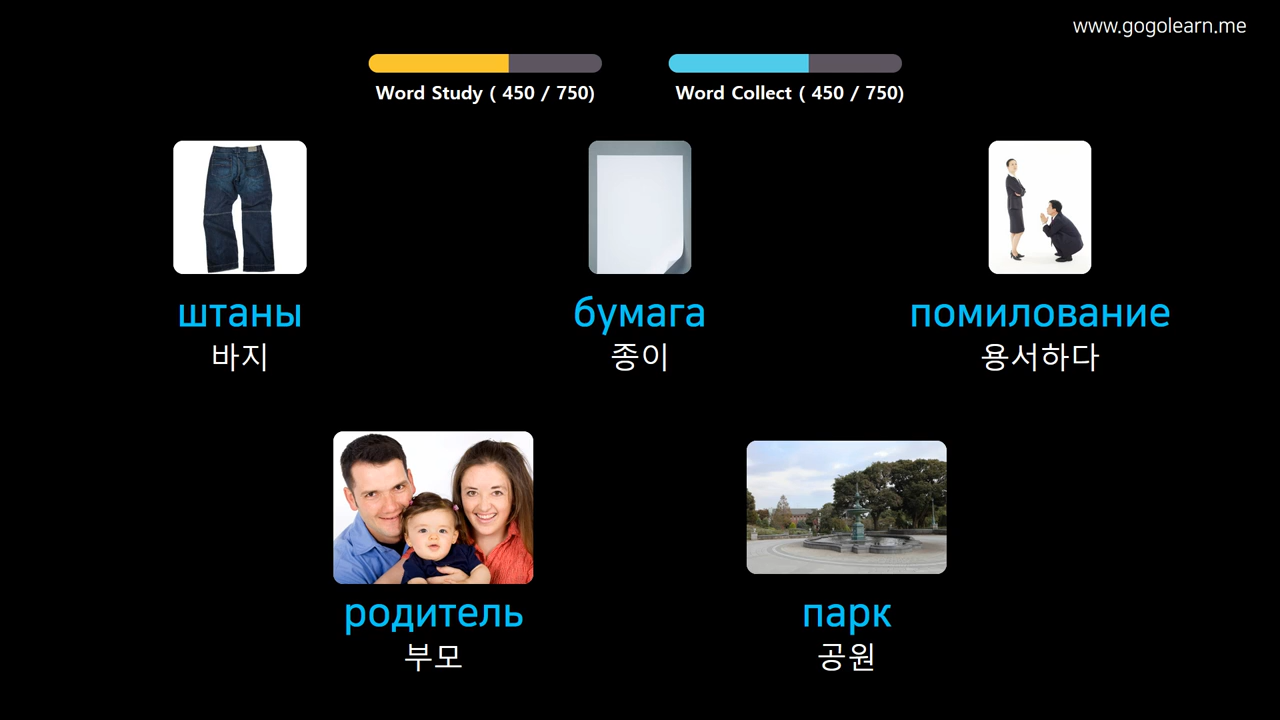 www.gogolearn.me
Word Study ( 450 / 750)
Word Collect ( 450 / 750)
штаны
바지
бумага
종이
помилование
용서하다
родитель
부모
парк
공원